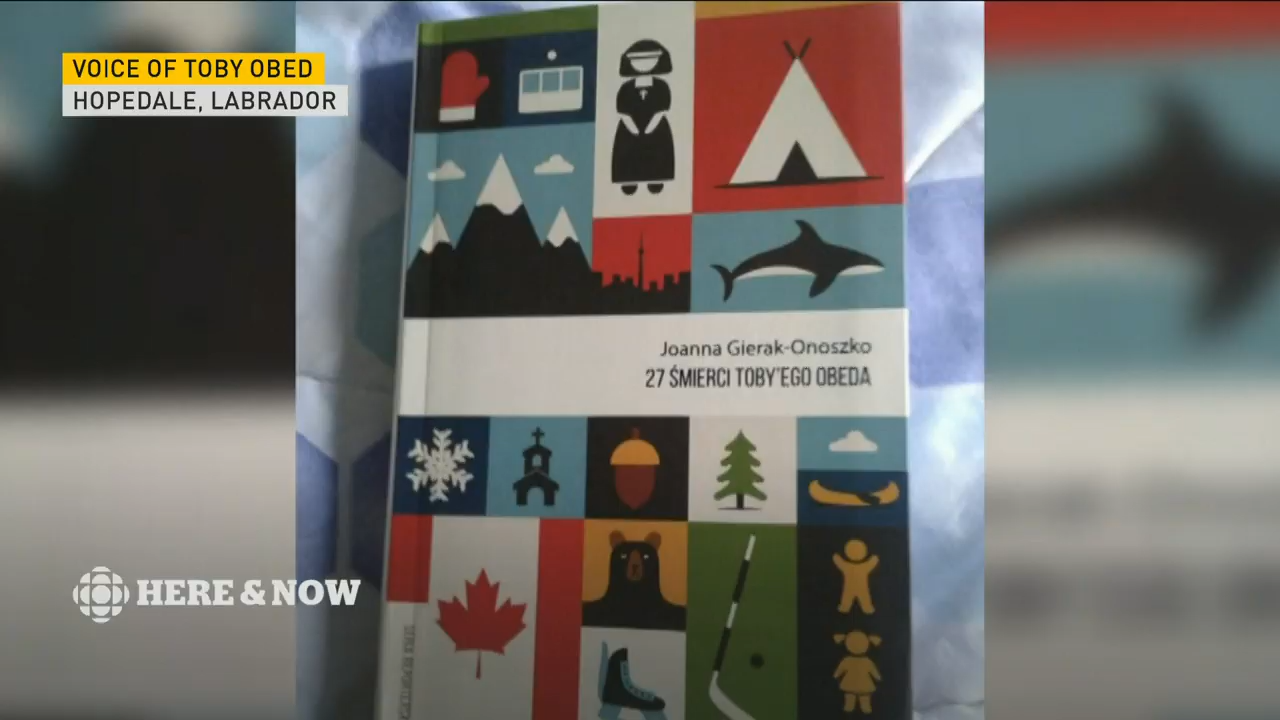 VOICE OF TOBY OBED
HOPEDALE, LABRADOR
Joanna Gierak-Onoszko
27 ŚMIERCI TOBY'EGO OBEDA
HERE & NOW